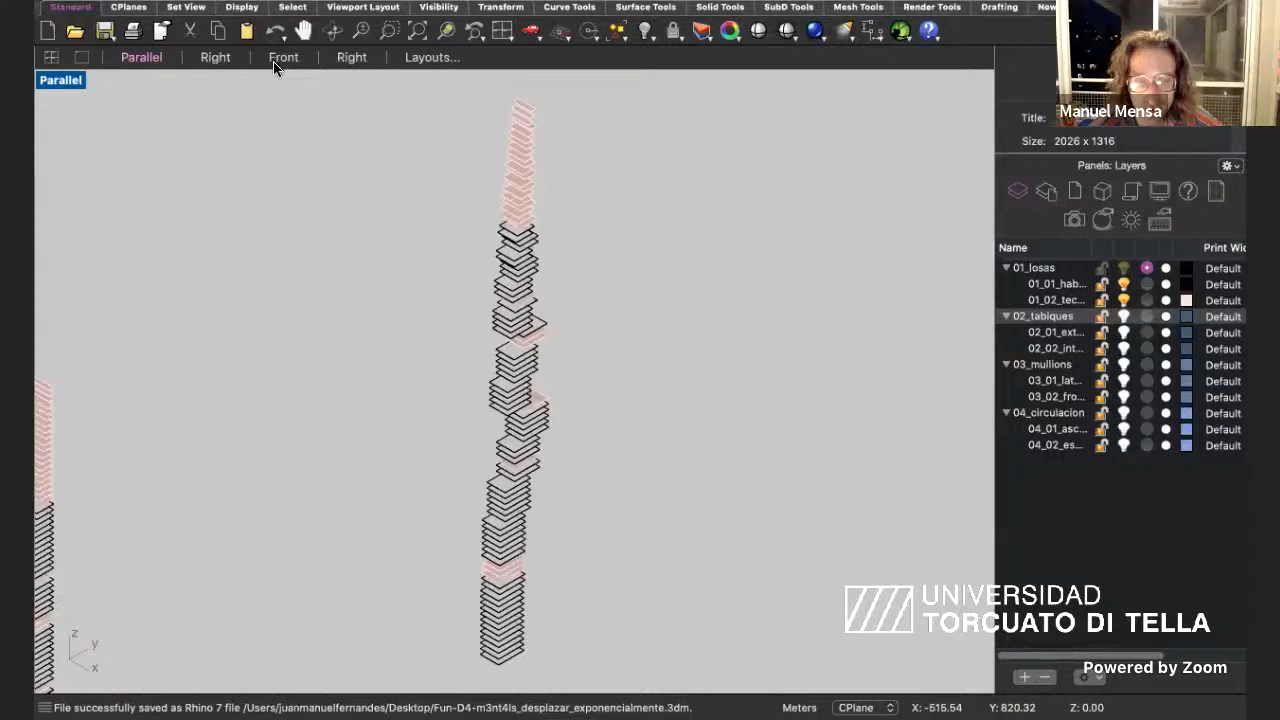 Standard CPlanes Set View Display Select Viewport Layout Visibility Transform Curve Tools Surface Tools Solid Tools SubD Tools Mesh Tools Render Tools Drafting
Parallel Right Front Right Layouts...
Parallel
Manuel Mensa
Title:
Size: 2026 x 1316
Panels: Layers
Name Print Wi
01_losas Default
01_01_hab... Default
01_02_tec... Default
02_tabiques Default
02_01_ext... Default
02_02_int... Default
03_mullions Default
03_01_lat... Default
03_02_fro... Default
04_circulacion Default
04_01_asc... Default
04_02_es... Default
z
y
x
UNIVERSIDAD
TORCUATO DI TELLA
Powered by Zoom
File successfully saved as Rhino 7 file /Users/juanmanuelfernandes/Desktop/Fun-D4-m3nt4ls_desplazar_exponencialmente.3dm. Meters CPlane X: -515.54 Y: 820.32 Z: 0.00